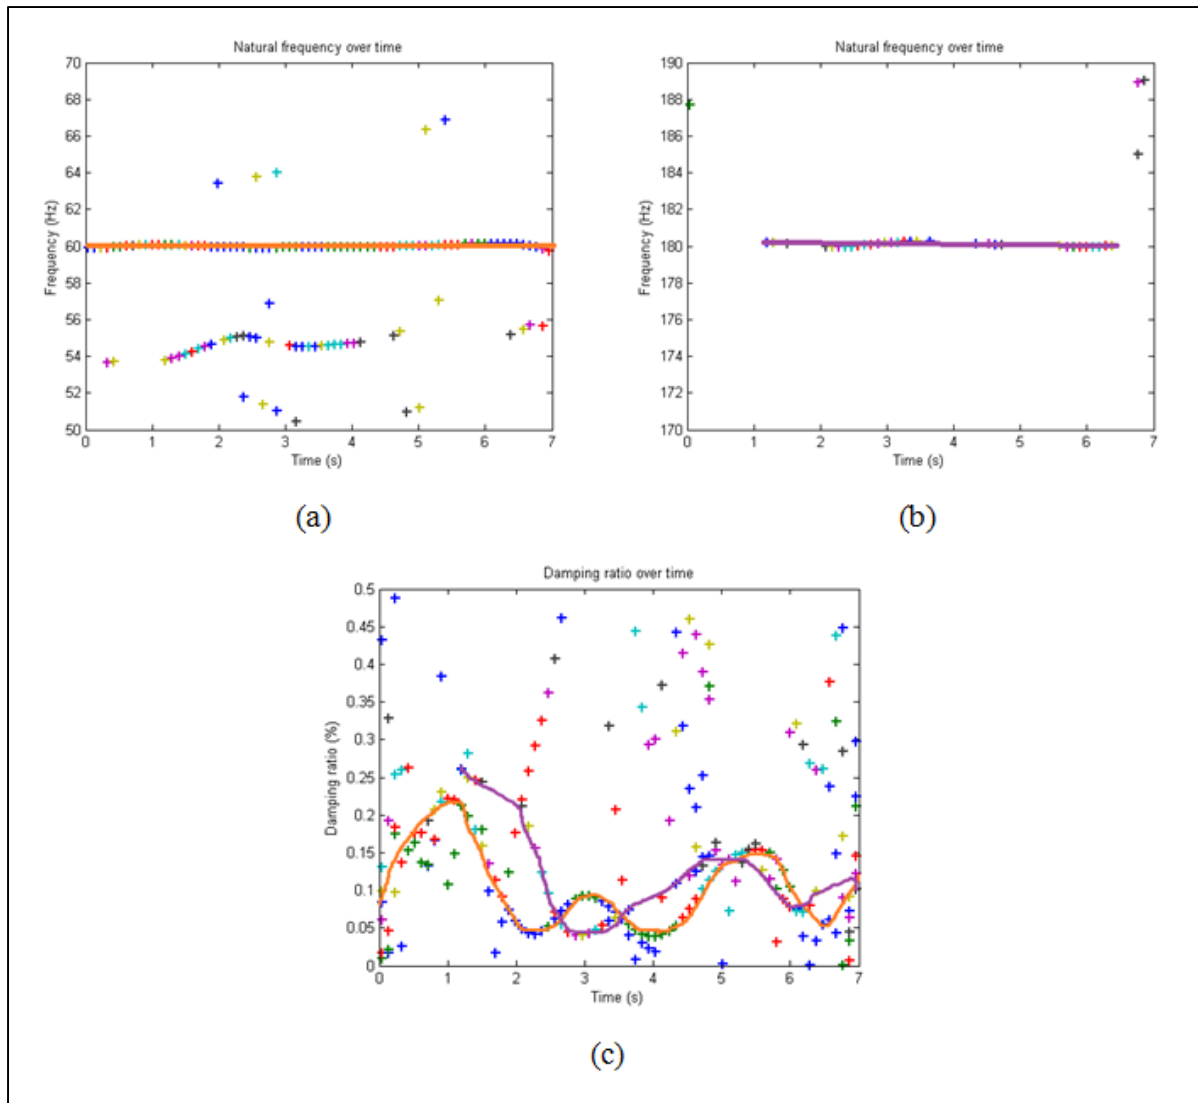 Natural frequency over time
70
68
66
64
62
60
58
56
54
52
50
Frequency (Hz)
0 1 2 3 4 5 6 7
Time (s)
(a)
Natural frequency over time
190
188
186
184
182
180
178
176
174
172
170
Frequency (Hz)
0 1 2 3 4 5 6 7
Time (s)
(b)
Damping ratio over time
0.5
0.45
0.4
0.35
0.3
0.25
0.2
0.15
0.1
0.05
0
Damping ratio (%)
0 1 2 3 4 5 6 7
Time (s)
(c)